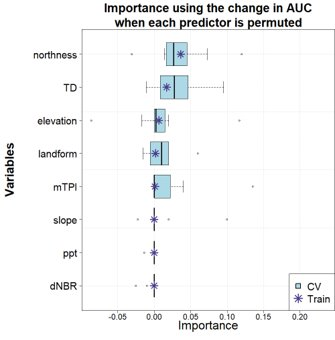 Importance using the change in AUC
when each predictor is permuted
Variables
northness
TD
elevation
landform
mTPI
slope
ppt
dNBR
CV
Train
-0.05 0.00 0.05 0.10 0.15 0.20
Importance